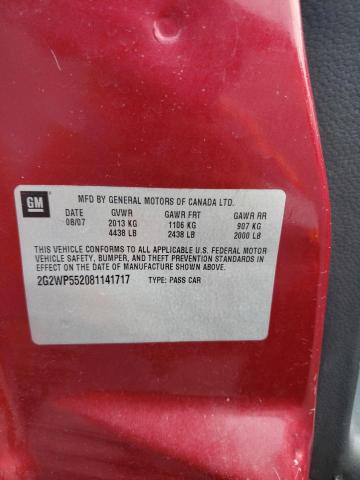 GM
MFD BY GENERAL MOTORS OF CANADA LTD.
DATE GVWR GAWR FRT GAWR RR
08/07 2013 KG 1106 KG 907 KG
4438 LB 2438 LB 2000 LB
THIS VEHICLE CONFORMS TO ALL APPLICABLE U.S. FEDERAL MOTOR
VEHICLE SAFETY, BUMPER, AND THEFT PREVENTION STANDARDS IN
EFFECT ON THE DATE OF MANUFACTURE SHOWN ABOVE.
2G2WP552081141717 TYPE: PASS CAR